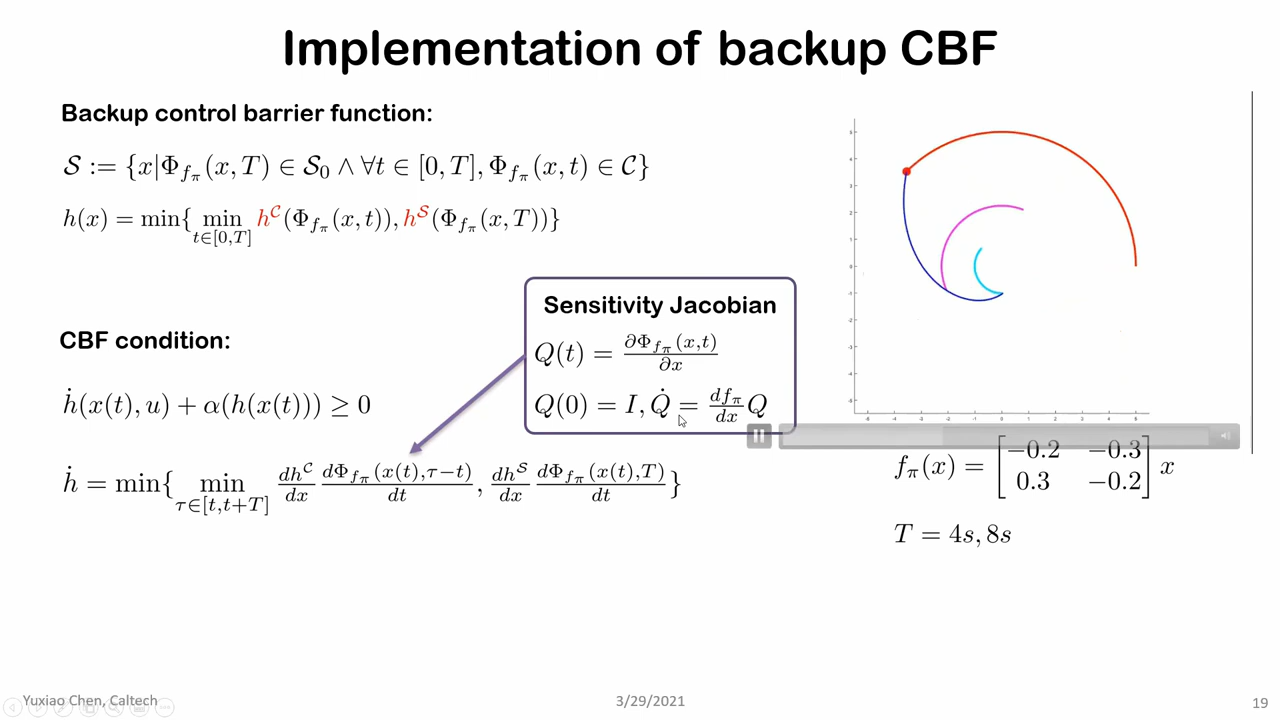 Implementation of backup CBF
Backup control barrier function:
𝒮 := {x|Φ_{f_π}(x, T) ∈ 𝒮₀ ∧ ∀t ∈ [0, T], Φ_{f_π}(x, t) ∈ 𝒞}
h(x) = min{ min_{t∈[0,T]} h^𝒞(Φ_{f_π}(x, t)), h^𝒮(Φ_{f_π}(x, T))}
Sensitivity Jacobian
Q(t) = ∂Φ_{f_π}(x,t)/∂x
Q(0) = I, Q̇ = df_π/dx Q
CBF condition:
ḣ(x(t), u) + α(h(x(t))) ≥ 0
ḣ = min{ min_{τ∈[t,t+T]} dh^𝒞/dx dΦ_{f_π}(x(t),τ−t)/dt, dh^𝒮/dx dΦ_{f_π}(x(t),T)/dt }
f_π(x) = [−0.2 −0.3; 0.3 −0.2] x
T = 4s, 8s
Yuxiao Chen, Caltech
3/29/2021
19